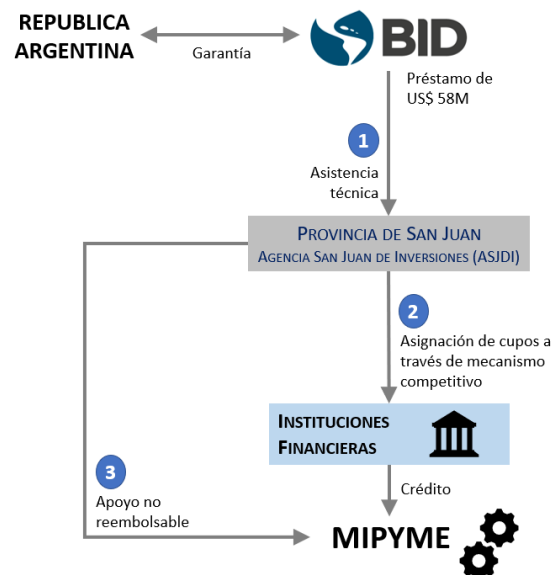 REPUBLICA
ARGENTINA
Garantía
BID
Préstamo de
US$ 58M
1
Asistencia
técnica
PROVINCIA DE SAN JUAN
AGENCIA SAN JUAN DE INVERSIONES (ASJDI)
2
Asignación de cupos a
través de mecanismo
competitivo
INSTITUCIONES
FINANCIERAS
3
Apoyo no
reembolsable
Crédito
MIPYME